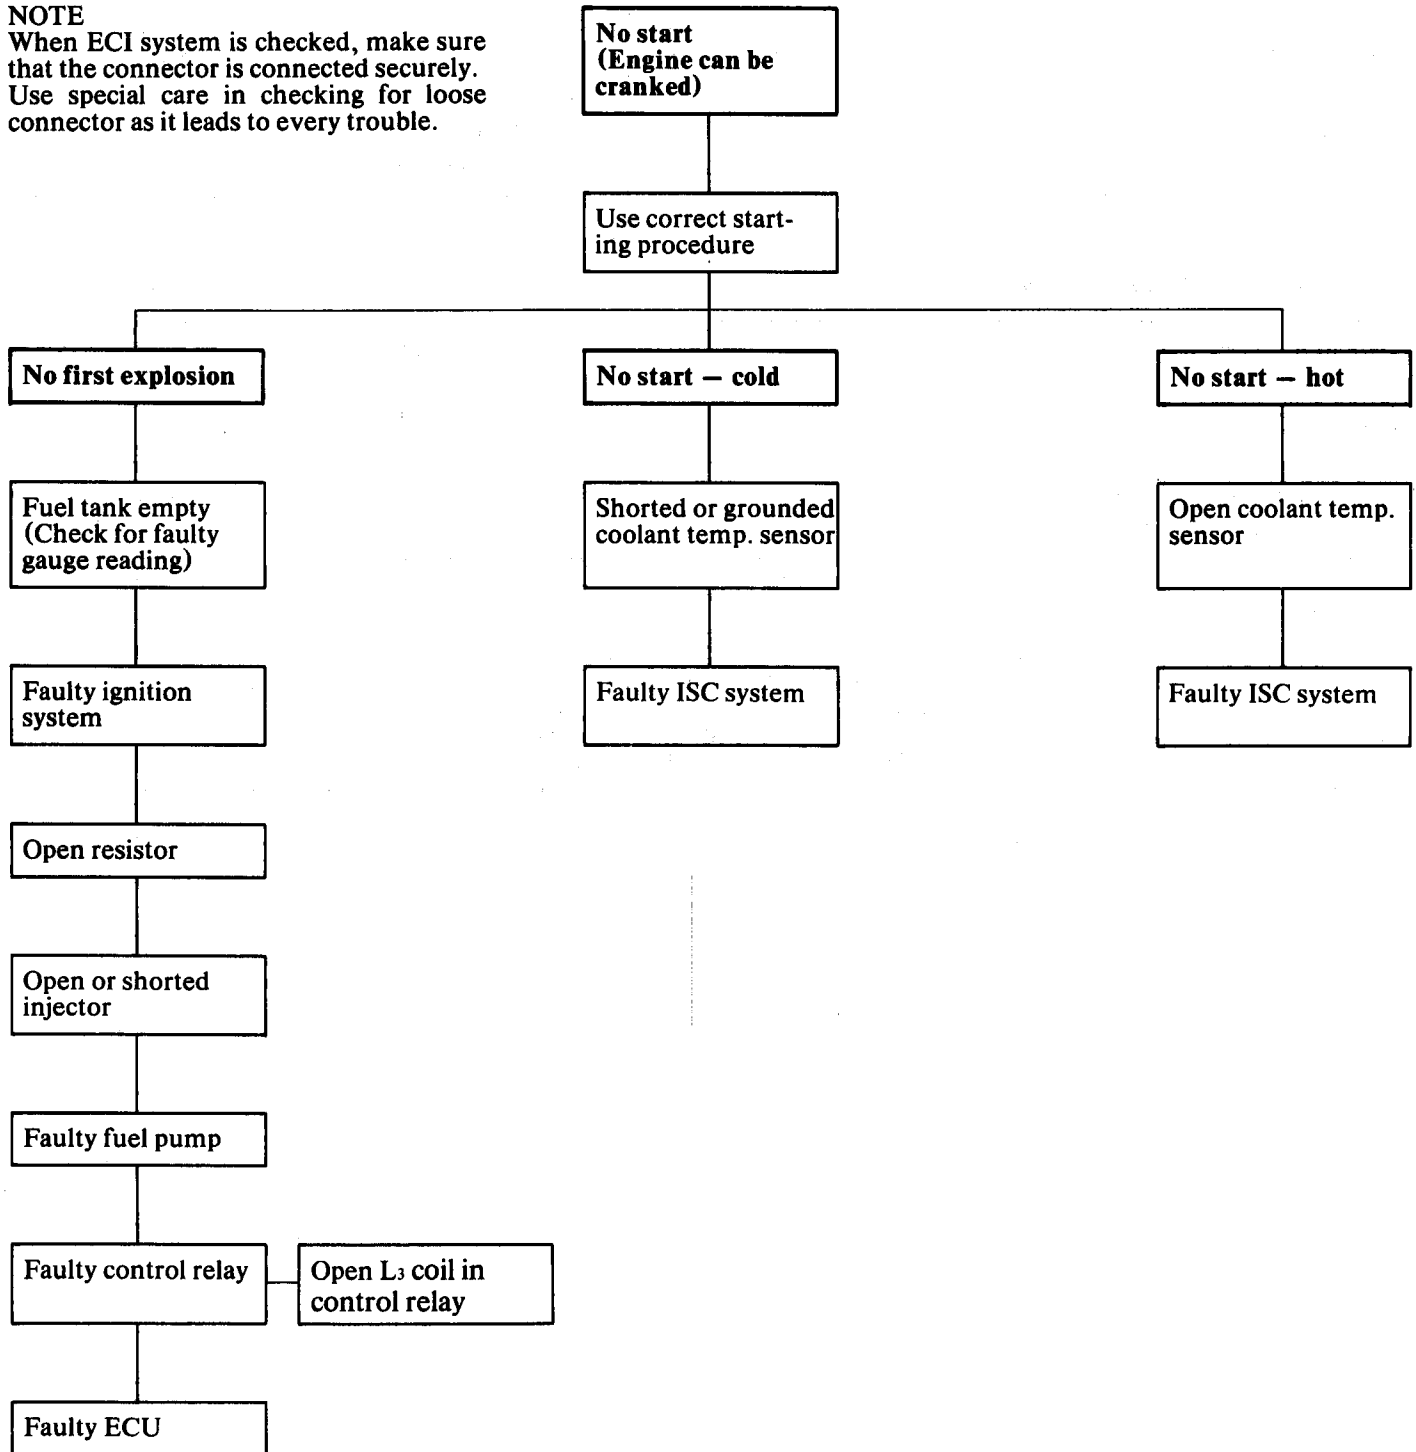 NOTE
When ECI system is checked, make sure
that the connector is connected securely.
Use special care in checking for loose
connector as it leads to every trouble.
No start
(Engine can be
cranked)
Use correct start-
ing procedure
No first explosion
No start — cold
No start — hot
Fuel tank empty
(Check for faulty
gauge reading)
Shorted or grounded
coolant temp. sensor
Open coolant temp.
sensor
Faulty ignition
system
Faulty ISC system
Faulty ISC system
Open resistor
Open or shorted
injector
Faulty fuel pump
Faulty control relay
Open L₃ coil in
control relay
Faulty ECU